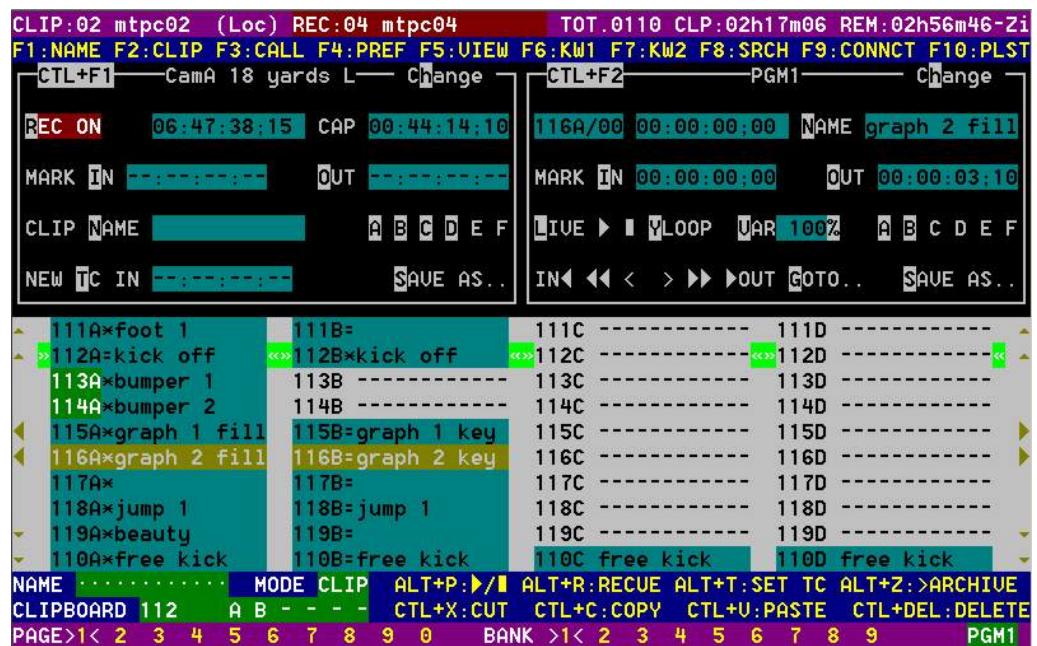 CLIP:02 mtpc02 (Loc) REC:04 mtpc04 TOT.0110 CLP:02h17m06 REM:02h56m46-Zi
F1:NAME F2:CLIP F3:CALL F4:PREF F5:VIEW F6:KW1 F7:KW2 F8:SRCH F9:CONNCT F10:PLST
CTL+F1 CamA 18 yards L Change CTL+F2 PGM1 Change
REC ON 06:47:38;15 CAP 00:44:14;10 116A/00 00:00:00;00 NAME graph 2 fill
MARK IN --:--:--:-- OUT --:--:--:-- MARK IN 00:00:00;00 OUT 00:00:03;10
CLIP NAME A B C D E F LIVE ▶ ▮ YLOOP VAR 100% A B C D E F
NEW TC IN --:--:--:-- SAVE AS.. IN◀ ◀◀ < > ▶▶ ▶OUT GOTO.. SAVE AS..
111A*foot 1 111B= 111C ------------ 111D ------------
»112A=kick off «»112B*kick off «»112C ------------ «»112D ------------ «
113A*bumper 1 113B ------------ 113C ------------ 113D ------------
114A*bumper 2 114B ------------ 114C ------------ 114D ------------
115A*graph 1 fill 115B=graph 1 key 115C ------------ 115D ------------
116A*graph 2 fill 116B=graph 2 key 116C ------------ 116D ------------
117A* 117B= 117C ------------ 117D ------------
118A*jump 1 118B=jump 1 118C ------------ 118D ------------
119A*beauty 119B= 119C ------------ 119D ------------
110A*free kick 110B=free kick 110C free kick 110D free kick
NAME ············ MODE CLIP ALT+P:▶/▮ ALT+R:RECUE ALT+T:SET TC ALT+Z:>ARCHIVE
CLIPBOARD 112 A B - - - - CTL+X:CUT CTL+C:COPY CTL+V:PASTE CTL+DEL:DELETE
PAGE>1< 2 3 4 5 6 7 8 9 0 BANK >1< 2 3 4 5 6 7 8 9 PGM1